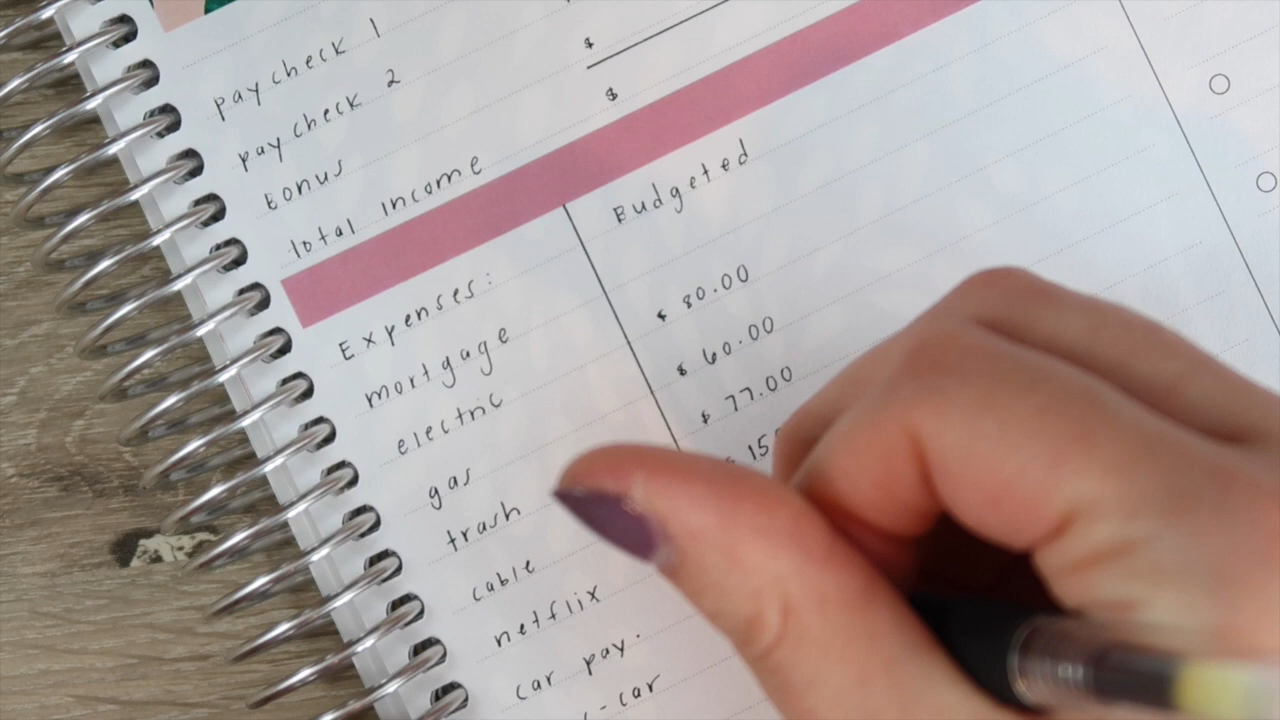 paycheck 1
paycheck 2
Bonus $
Total Income $
Expenses: Budgeted
mortgage
electric $ 80.00
gas $ 60.00
trash $ 77.00
cable
netflix
car pay.
- car